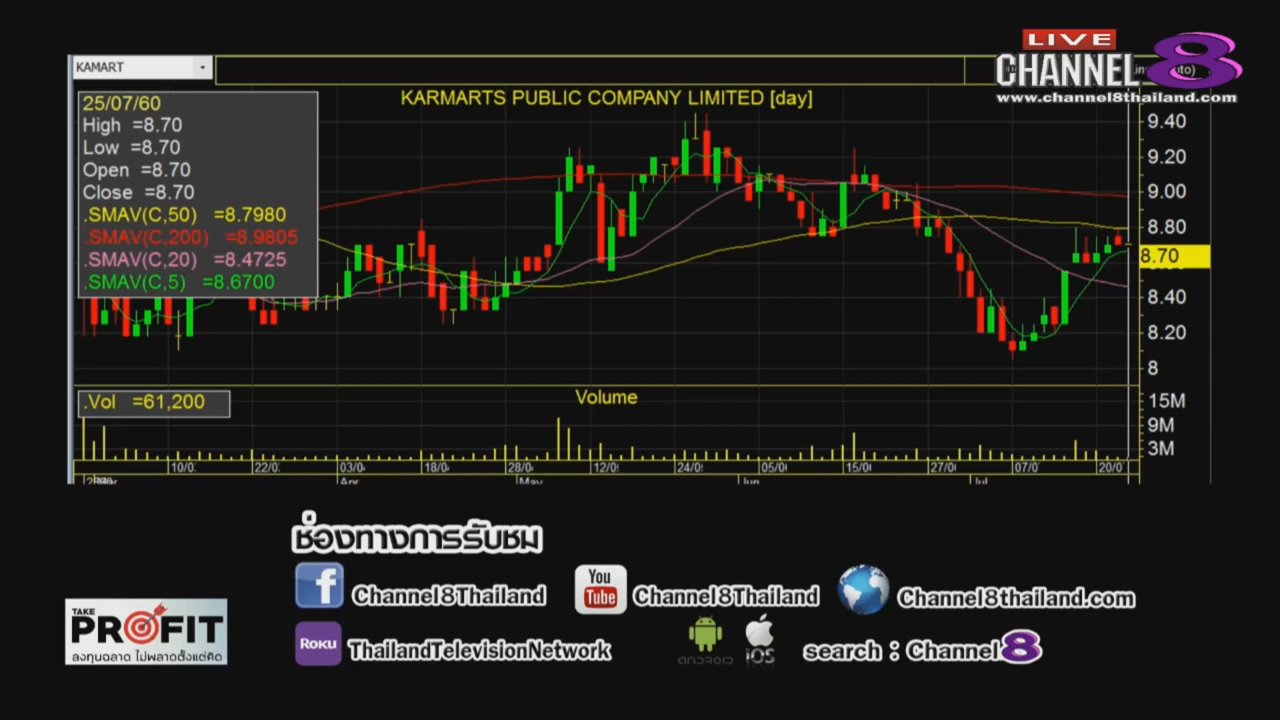 LIVE
CHANNEL 8
www.channel8thailand.com
KAMART
KARMARTS PUBLIC COMPANY LIMITED [day]
25/07/60
High =8.70
Low =8.70
Open =8.70
Close =8.70
.SMAV(C,50) =8.7980
.SMAV(C,200) =8.9805
.SMAV(C,20) =8.4725
.SMAV(C,5) =8.6700
9.40
9.20
9.00
8.80
8.70
8.40
8.20
8
.Vol =61,200
Volume
15M
9M
3M
10/0
22/0
03/0
18/0
28/0
12/0
24/0
05/0
15/0
27/0
07/0
20/0
Apr
May
Jun
Jul
ช่องทางการรับชม
f Channel8Thailand
You Tube Channel8Thailand
Channel8thailand.com
TAKE
PROFIT
ลงทุนฉลาด ไม่พลาดตั้งแต่คิด
ROKU ThailandTelevisionNetwork
ANDROID iOS
search : Channel8